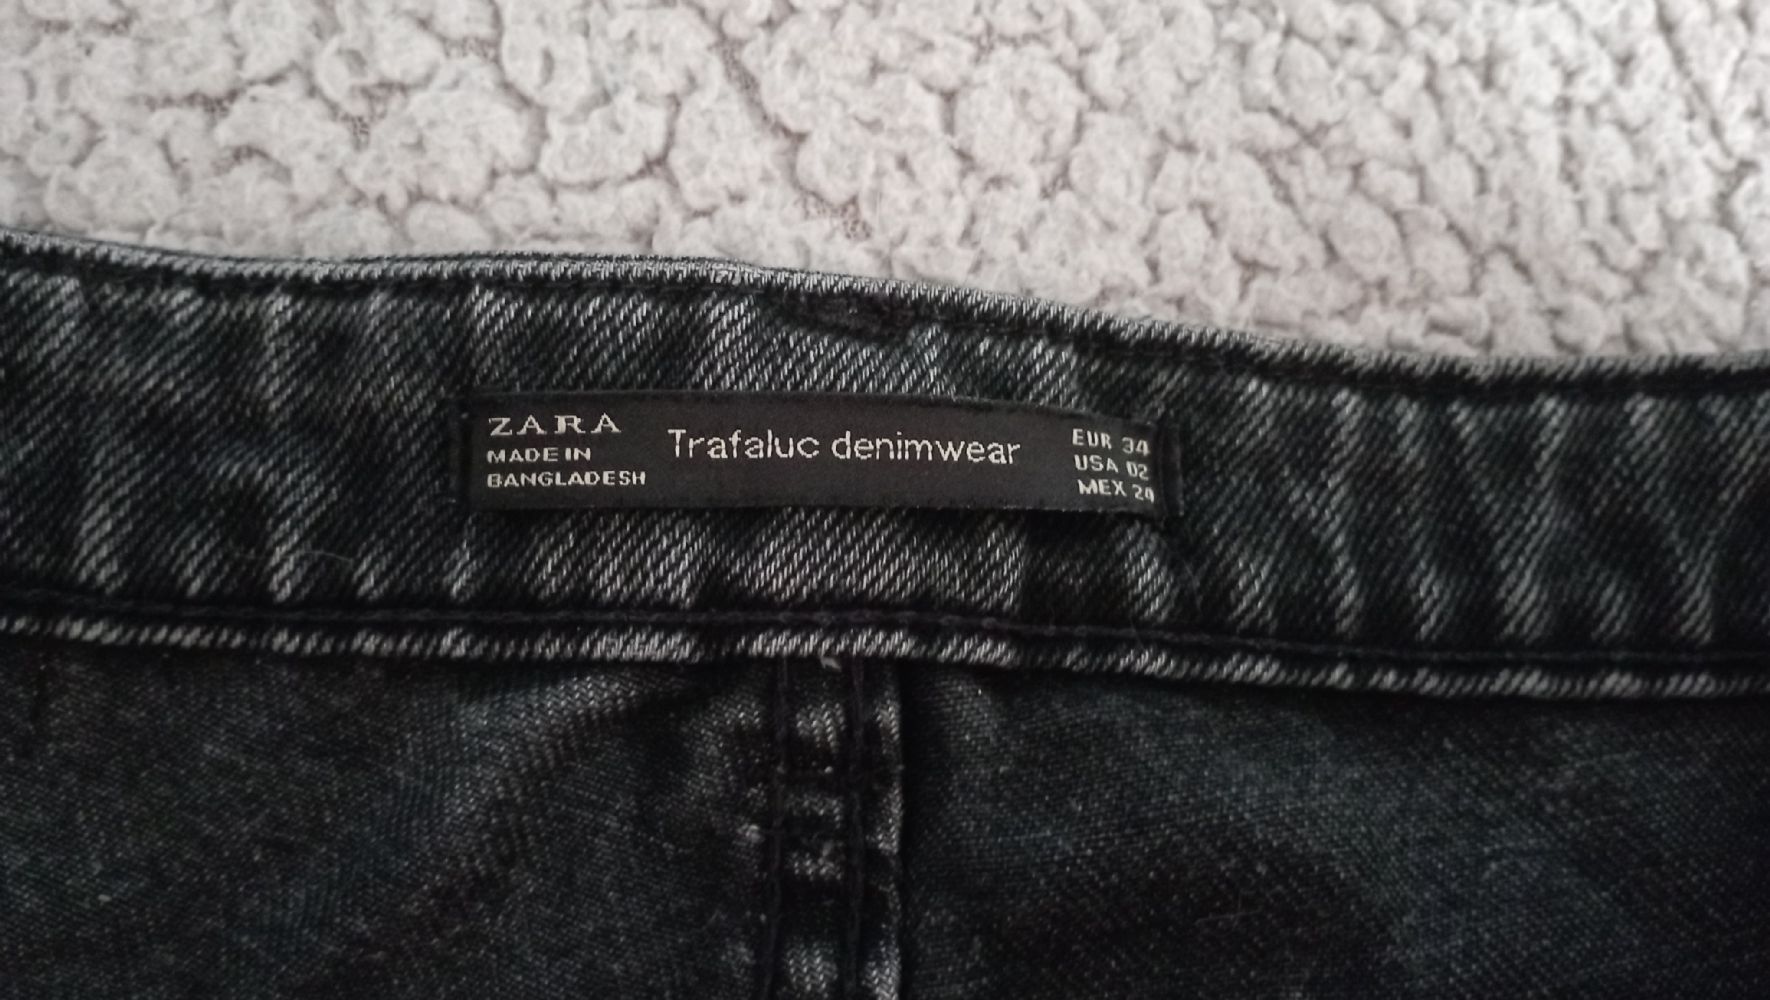 ZARA
MADE IN
BANGLADESH
Trafaluc denimwear
EUR 34
USA 02
MEX 24